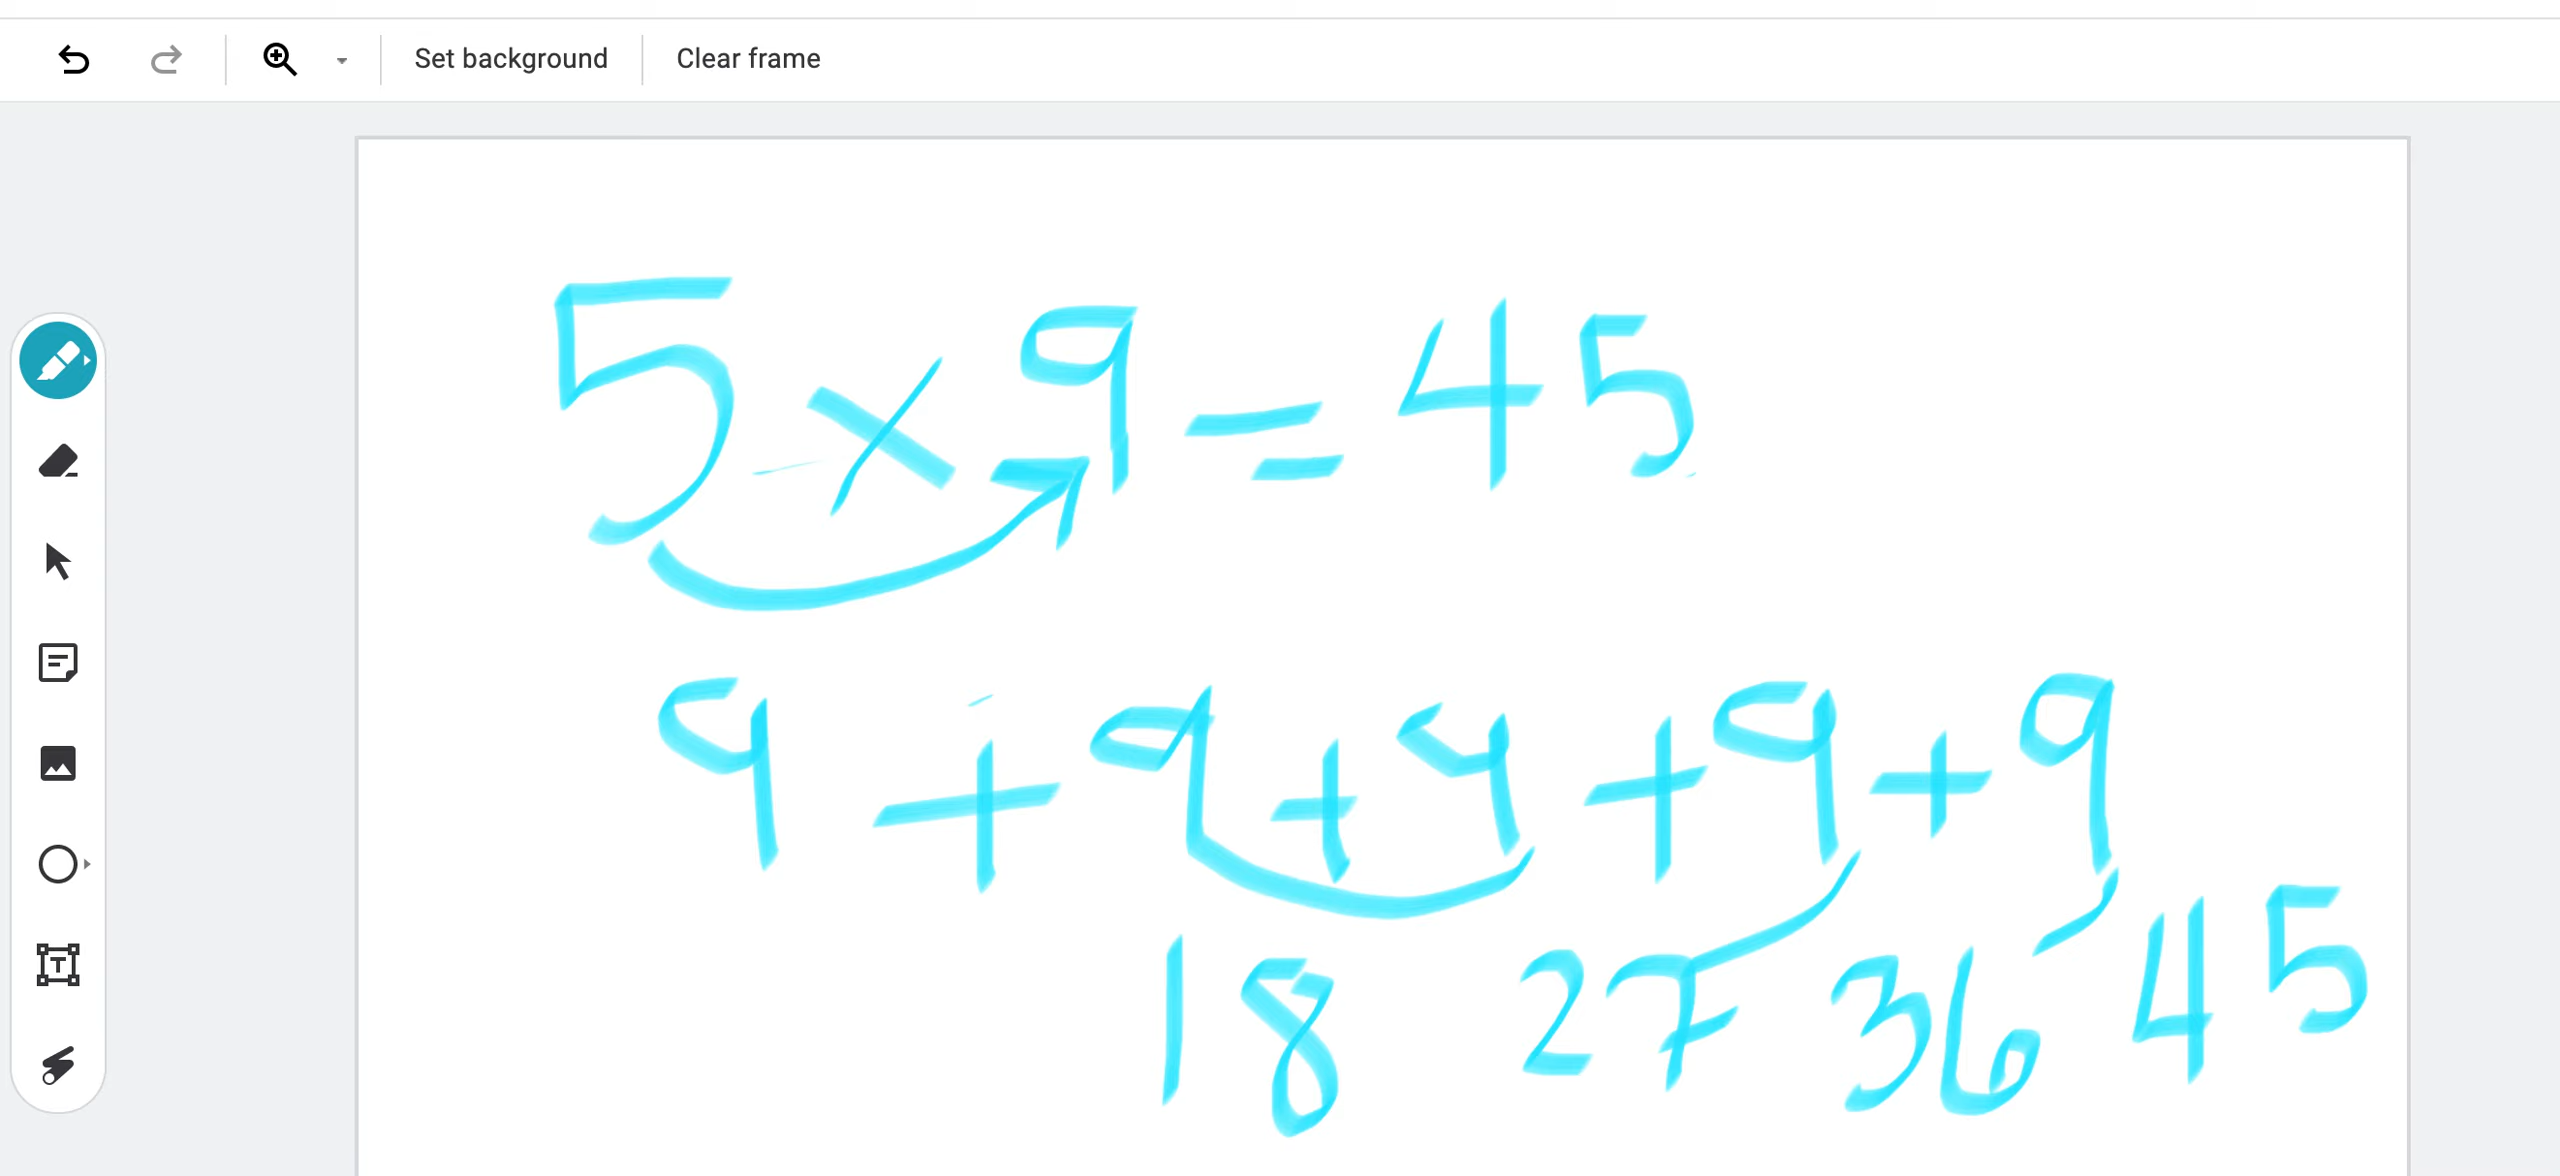 Set background Clear frame
5 x 9 = 45
9 + 9 + 9 + 9 + 9
18 27 36 45